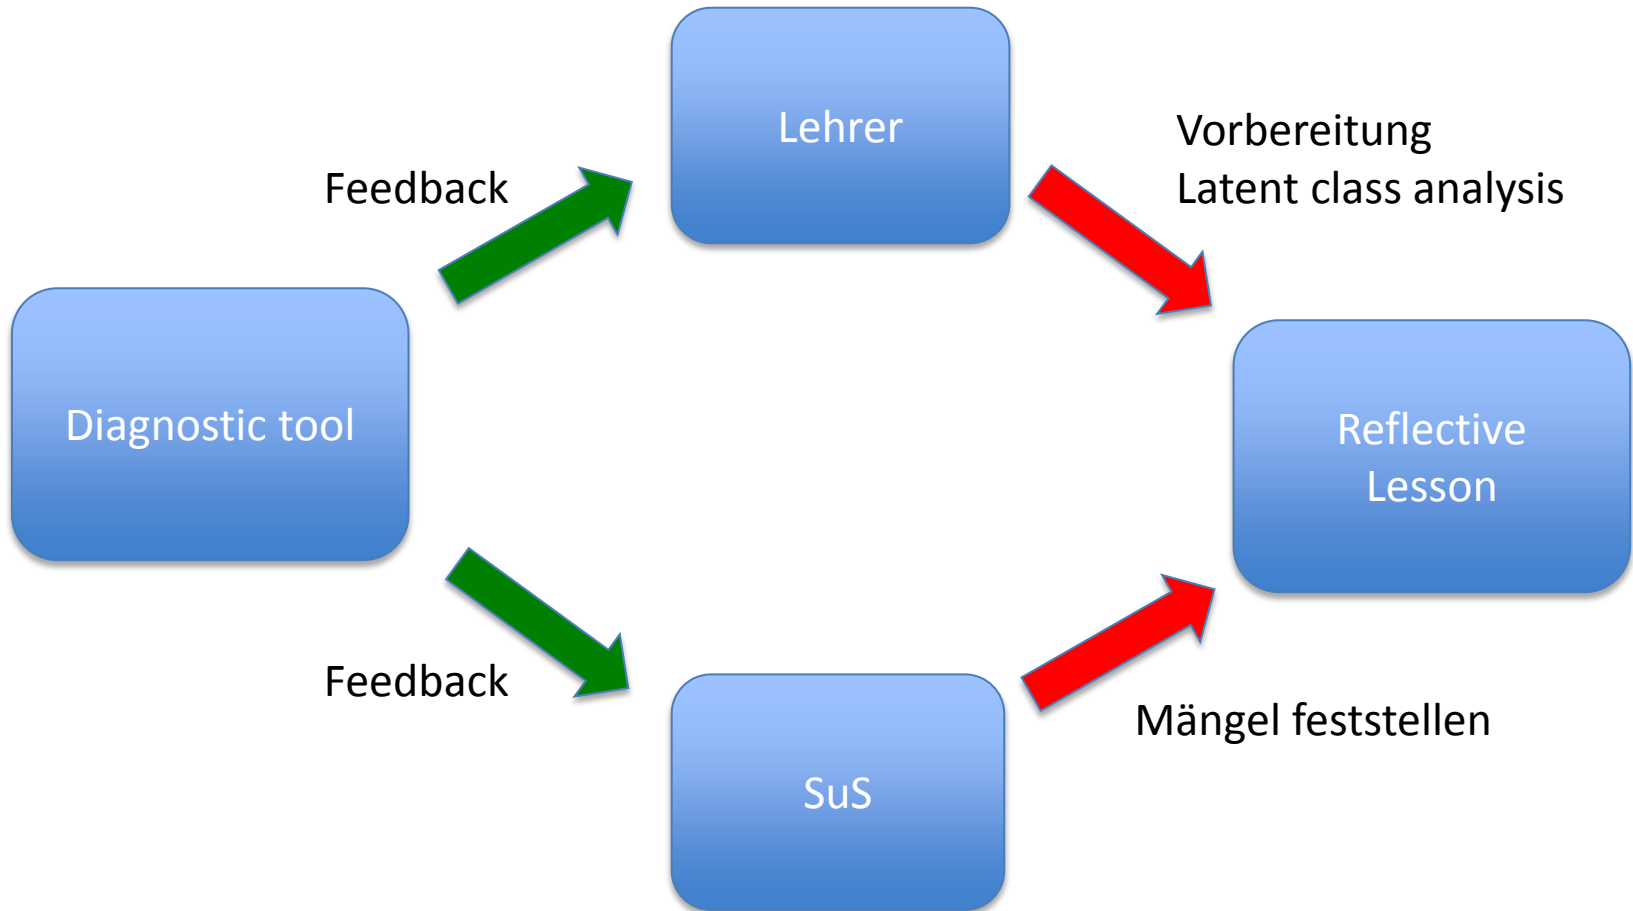 Lehrer
Vorbereitung
Latent class analysis
Feedback
Diagnostic tool
Reflective
Lesson
Feedback
Mängel feststellen
SuS